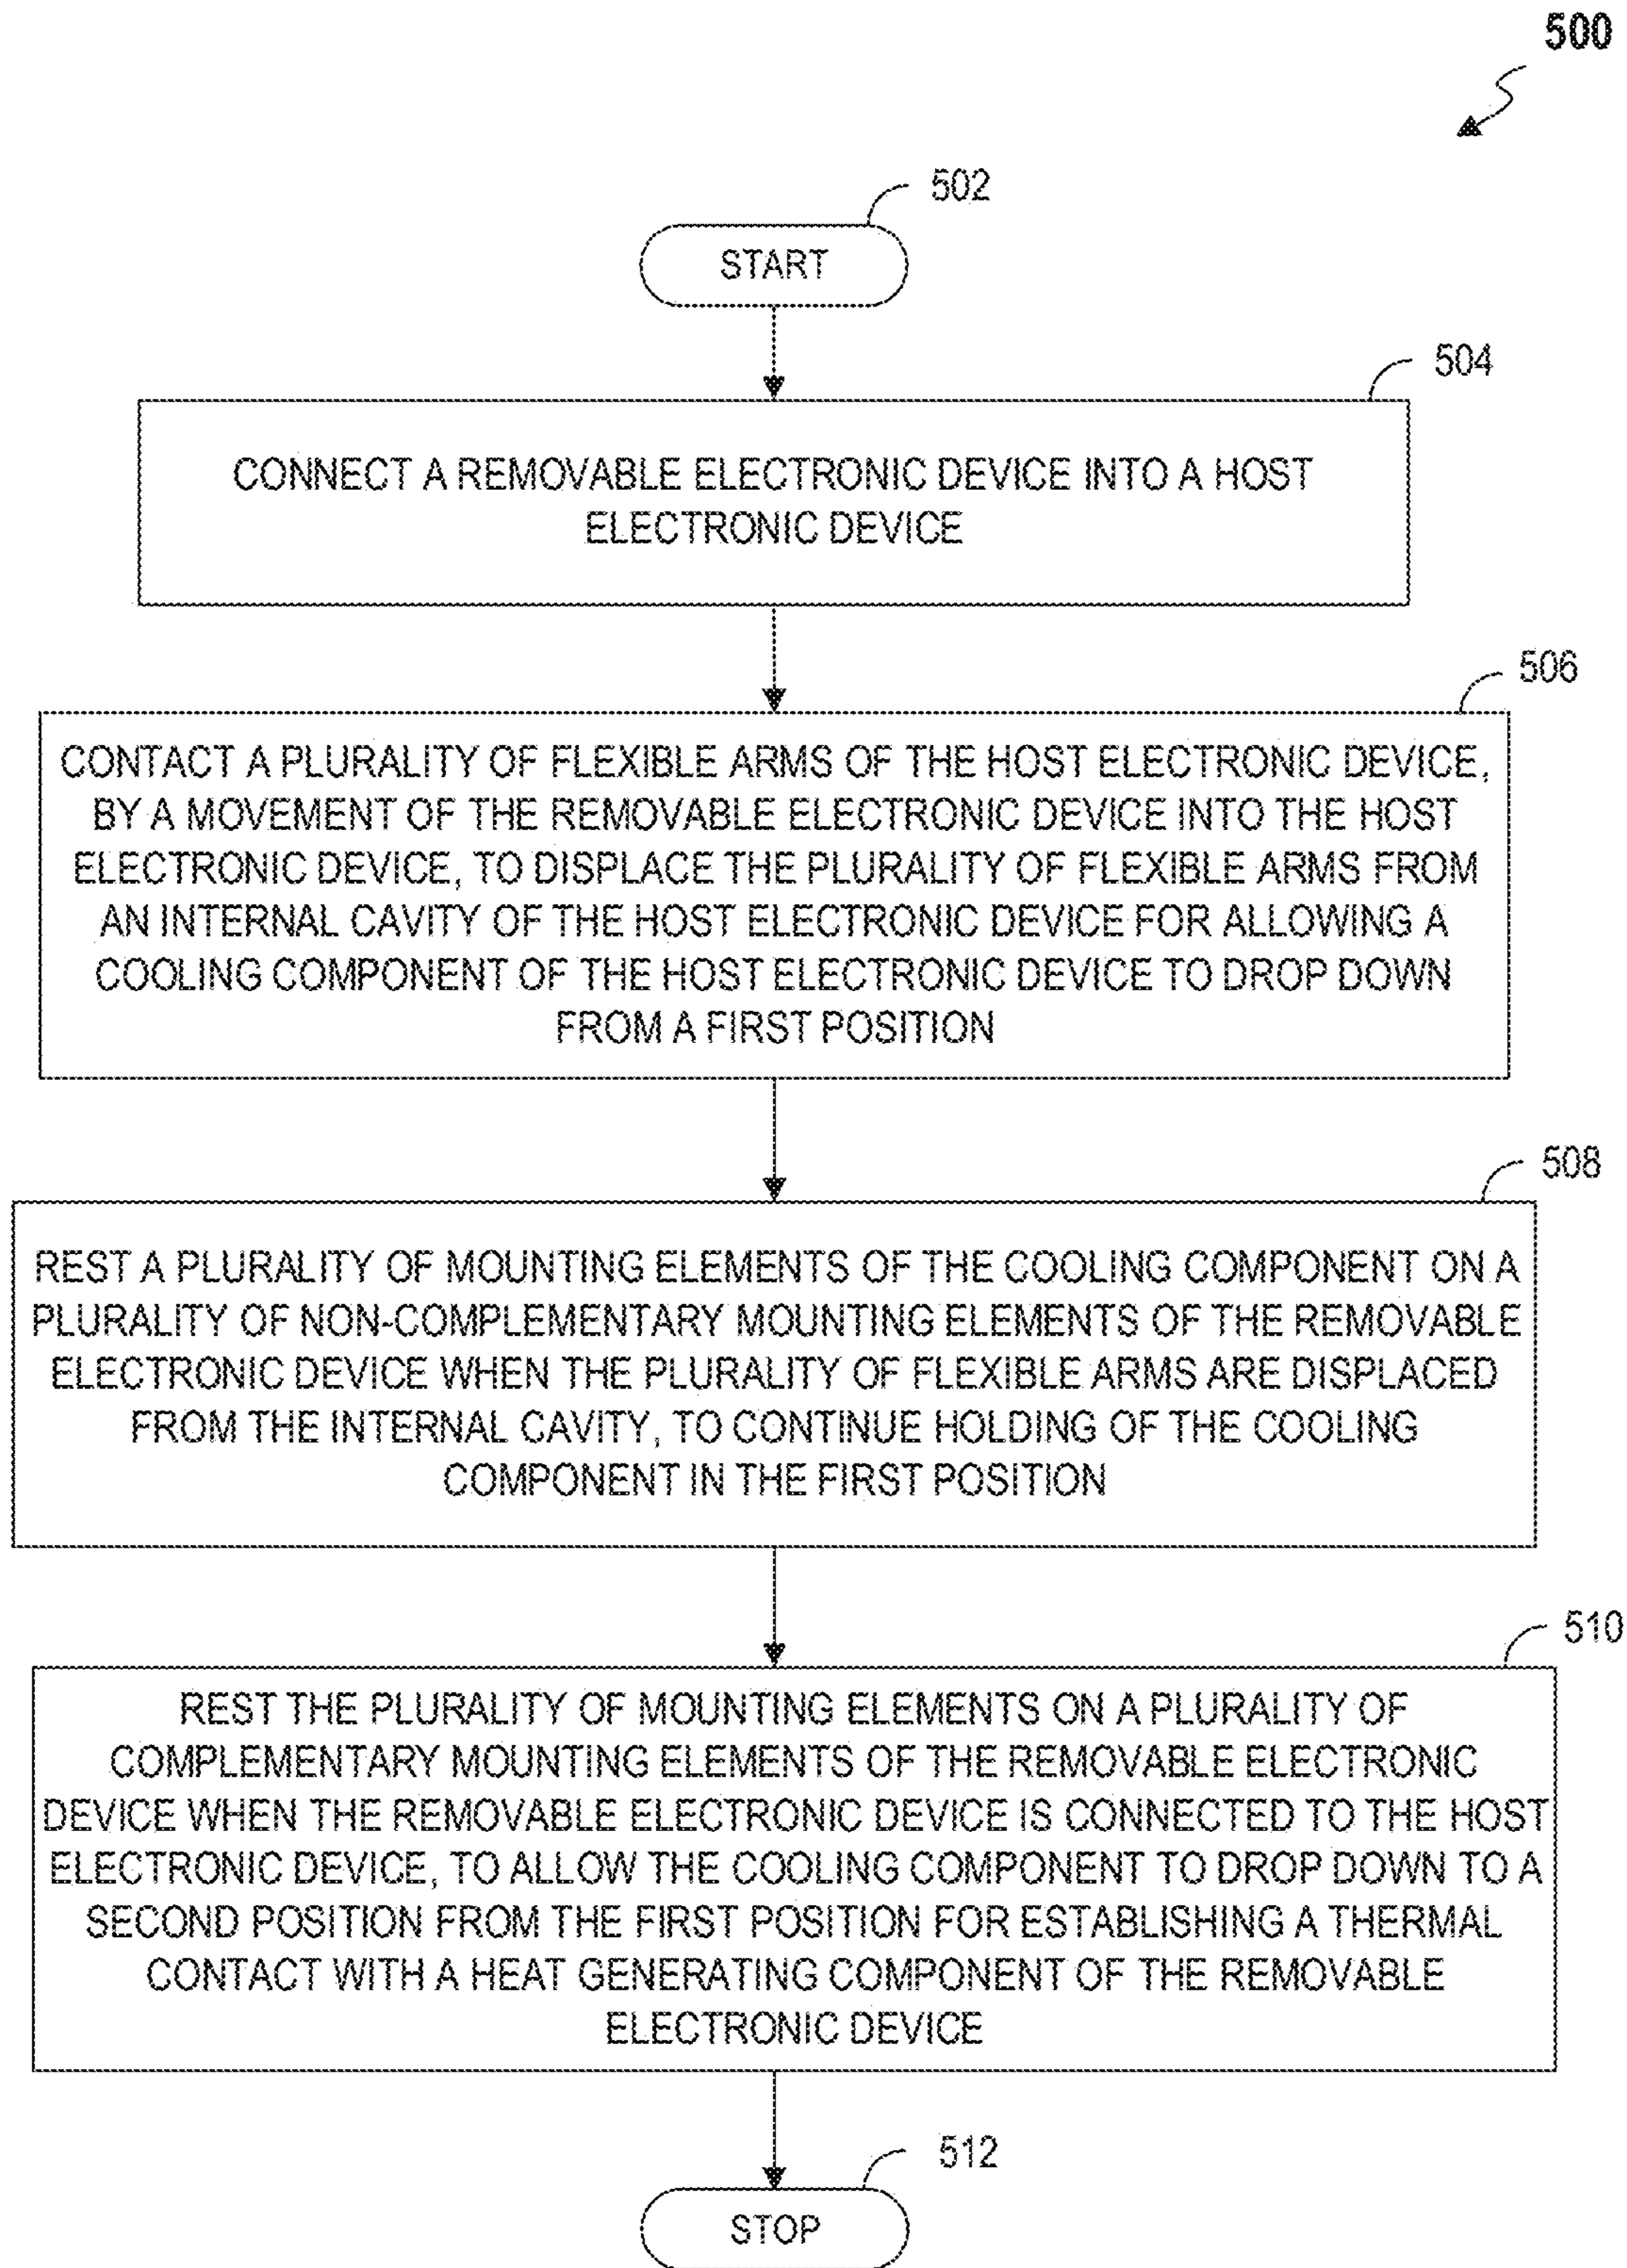 500
502
START
504
CONNECT A REMOVABLE ELECTRONIC DEVICE INTO A HOST
ELECTRONIC DEVICE
506
CONTACT A PLURALITY OF FLEXIBLE ARMS OF THE HOST ELECTRONIC DEVICE,
BY A MOVEMENT OF THE REMOVABLE ELECTRONIC DEVICE INTO THE HOST
ELECTRONIC DEVICE, TO DISPLACE THE PLURALITY OF FLEXIBLE ARMS FROM
AN INTERNAL CAVITY OF THE HOST ELECTRONIC DEVICE FOR ALLOWING A
COOLING COMPONENT OF THE HOST ELECTRONIC DEVICE TO DROP DOWN
FROM A FIRST POSITION
508
REST A PLURALITY OF MOUNTING ELEMENTS OF THE COOLING COMPONENT ON A
PLURALITY OF NON-COMPLEMENTARY MOUNTING ELEMENTS OF THE REMOVABLE
ELECTRONIC DEVICE WHEN THE PLURALITY OF FLEXIBLE ARMS ARE DISPLACED
FROM THE INTERNAL CAVITY, TO CONTINUE HOLDING OF THE COOLING
COMPONENT IN THE FIRST POSITION
510
REST THE PLURALITY OF MOUNTING ELEMENTS ON A PLURALITY OF
COMPLEMENTARY MOUNTING ELEMENTS OF THE REMOVABLE ELECTRONIC
DEVICE WHEN THE REMOVABLE ELECTRONIC DEVICE IS CONNECTED TO THE HOST
ELECTRONIC DEVICE, TO ALLOW THE COOLING COMPONENT TO DROP DOWN TO A
SECOND POSITION FROM THE FIRST POSITION FOR ESTABLISHING A THERMAL
CONTACT WITH A HEAT GENERATING COMPONENT OF THE REMOVABLE
ELECTRONIC DEVICE
512
STOP